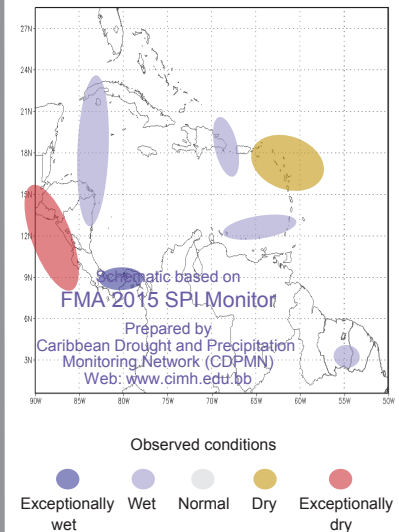 27N
24N
21N
18N
15N
12N
9N
6N
3N
Schematic based on
FMA 2015 SPI Monitor
Prepared by
Caribbean Drought and Precipitation
Monitoring Network (CDPMN)
Web: www.cimh.edu.bb
90W 85W 80W 75W 70W 65W 60W 55W 50W
Observed conditions
Exceptionally wet
Wet
Normal
Dry
Exceptionally dry